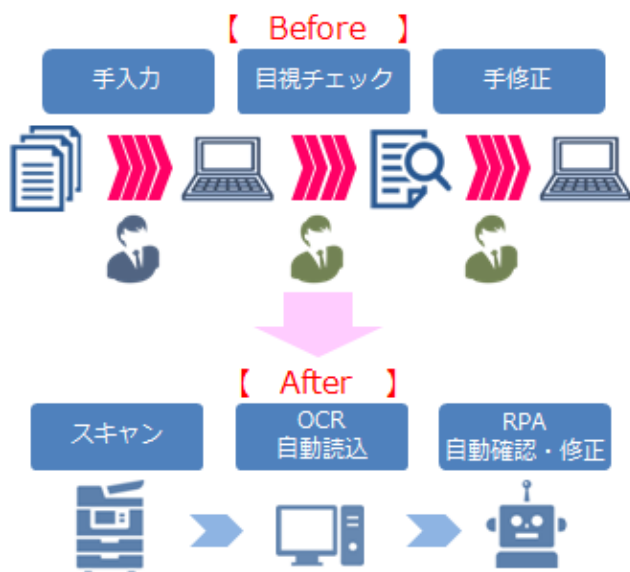 【 Before 】
手入力
目視チェック
手修正
【 After 】
スキャン
OCR
自動読込
RPA
自動確認・修正